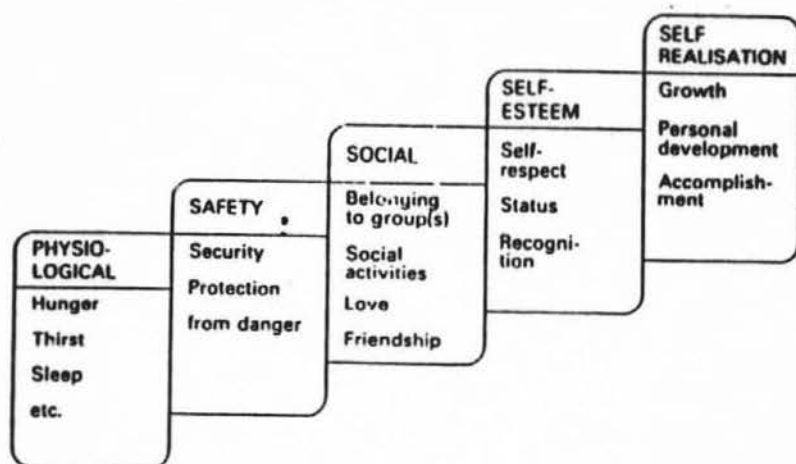 PHYSIO-
LOGICAL
Hunger
Thirst
Sleep
etc.
SAFETY
Security
Protection
from danger
SOCIAL
Belonging
to group(s)
Social
activities
Love
Friendship
SELF-
ESTEEM
Self-
respect
Status
Recogni-
tion
SELF
REALISATION
Growth
Personal
development
Accomplish-
ment